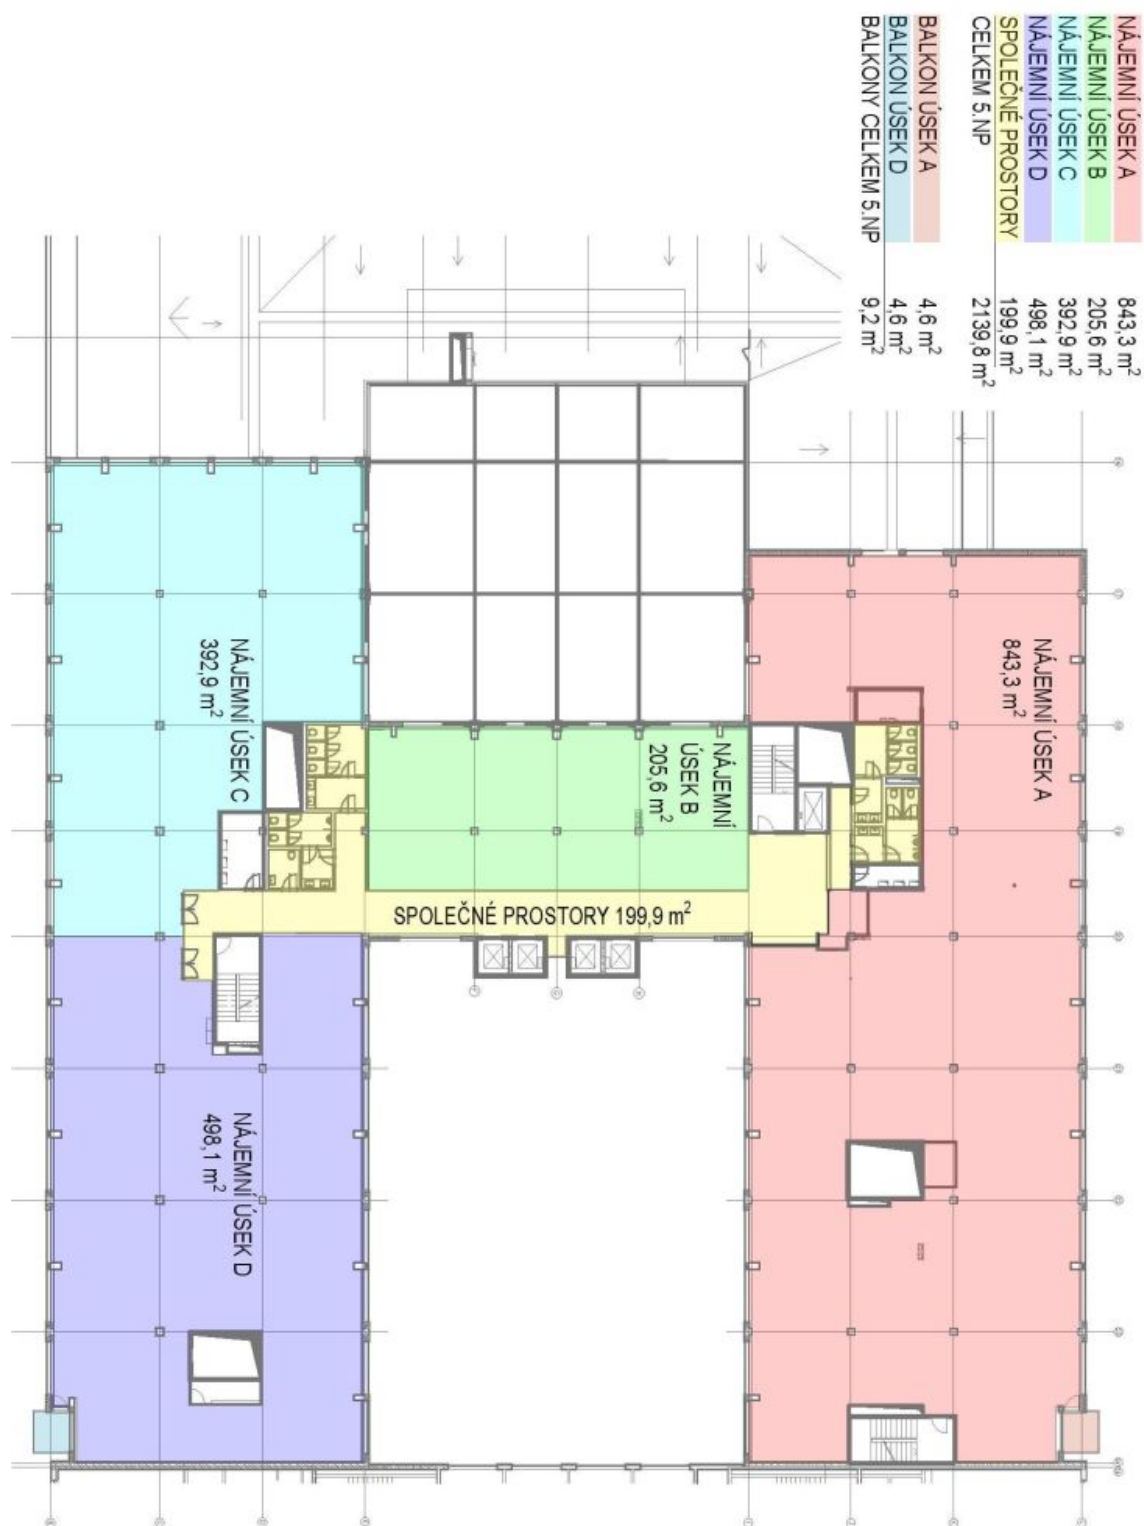 NÁJEMNÍ ÚSEK A 843,3 m²
NÁJEMNÍ ÚSEK B 205,6 m²
NÁJEMNÍ ÚSEK C 392,9 m²
NÁJEMNÍ ÚSEK D 498,1 m²
SPOLEČNÉ PROSTORY 199,9 m²
CELKEM 5.NP 2139,8 m²
BALKON ÚSEK A 4,6 m²
BALKON ÚSEK D 4,6 m²
BALKONY CELKEM 5.NP 9,2 m²
NÁJEMNÍ ÚSEK A
843,3 m²
NÁJEMNÍ
ÚSEK B
205,6 m²
NÁJEMNÍ ÚSEK C
392,9 m²
SPOLEČNÉ PROSTORY 199,9 m²
NÁJEMNÍ ÚSEK D
498,1 m²